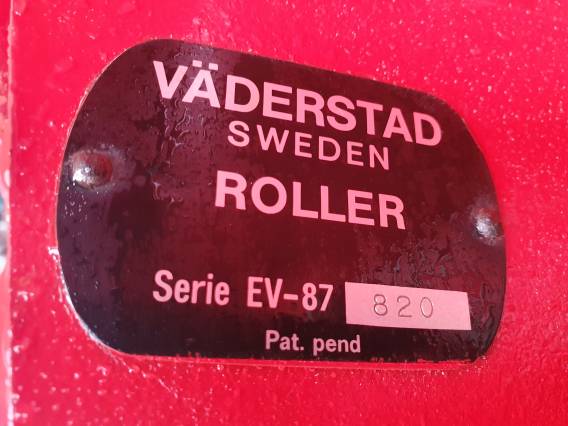 VÄDERSTAD
SWEDEN
ROLLER
Serie EV-87 820
Pat. pend